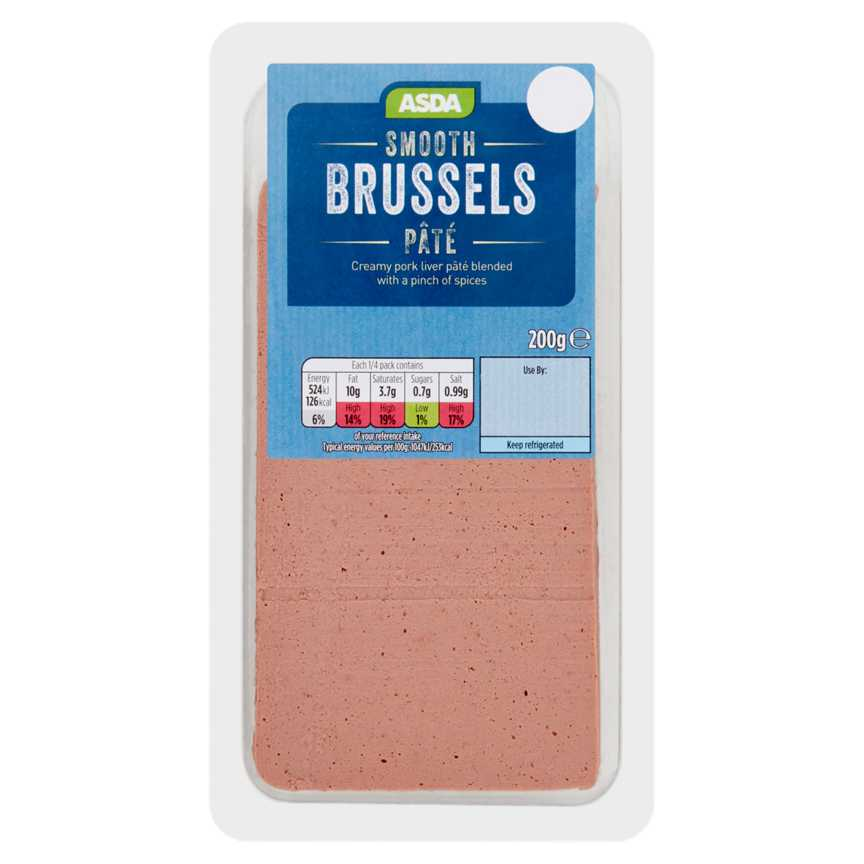 ASDA
SMOOTH
BRUSSELS
PÂTÉ
Creamy pork liver pâté blended
with a pinch of spices
200g ℮
Each 1/4 pack contains
Energy Fat Saturates Sugars Salt
524kJ 10g 3.7g 0.7g 0.99g
126kcal
High High Low High
6% 14% 19% 1% 17%
of your reference intake
Typical energy values per 100g: 1047kJ/253kcal
Use By:
Keep refrigerated